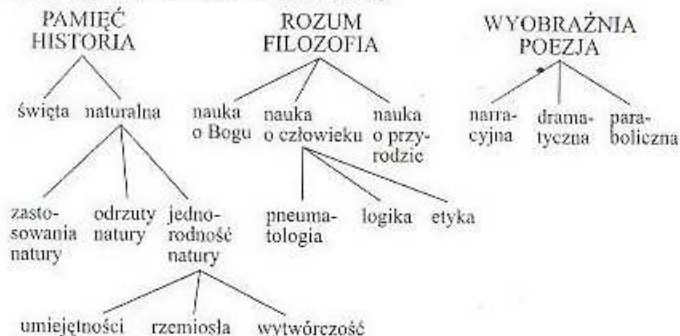 PAMIĘĆ
HISTORIA
ROZUM
FILOZOFIA
WYOBRAŹNIA
POEZJA
święta
naturalna
nauka
o Bogu
nauka
o człowieku
nauka
o przy-
rodzie
narra-
cyjna
drama-
tyczna
para-
boliczna
zasto-
sowania
natury
odrzuty
natury
jedno-
rodność
natury
pneuma-
tologia
logika
etyka
umiejętności
rzemiosła
wytwórczość